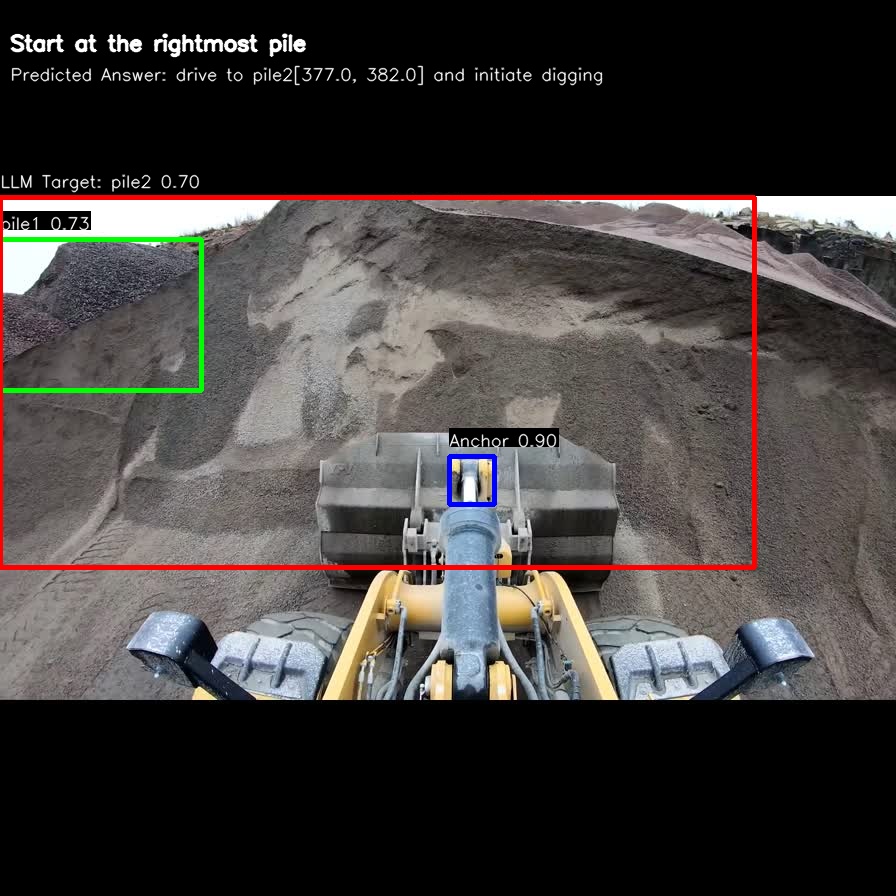 Start at the rightmost pile
Predicted Answer: drive to pile2[377.0, 382.0] and initiate digging
LLM Target: pile2 0.70
pile1 0.73
Anchor 0.90